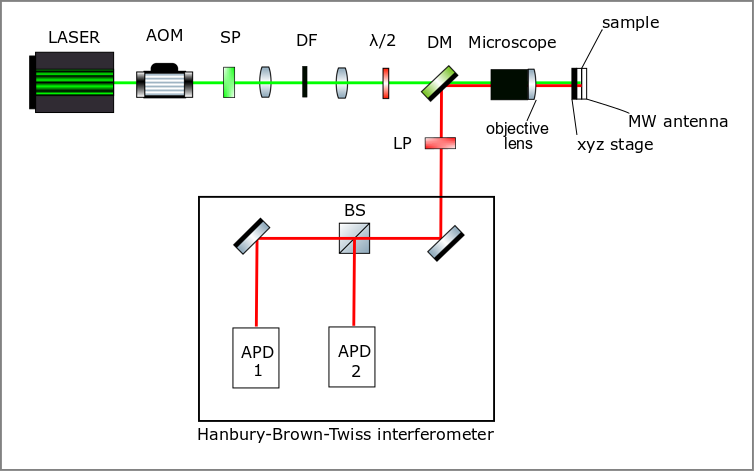 LASER
AOM
SP
DF
λ/2
DM
Microscope
sample
MW antenna
objective
lens
xyz stage
LP
BS
APD
1
APD
2
Hanbury-Brown-Twiss interferometer